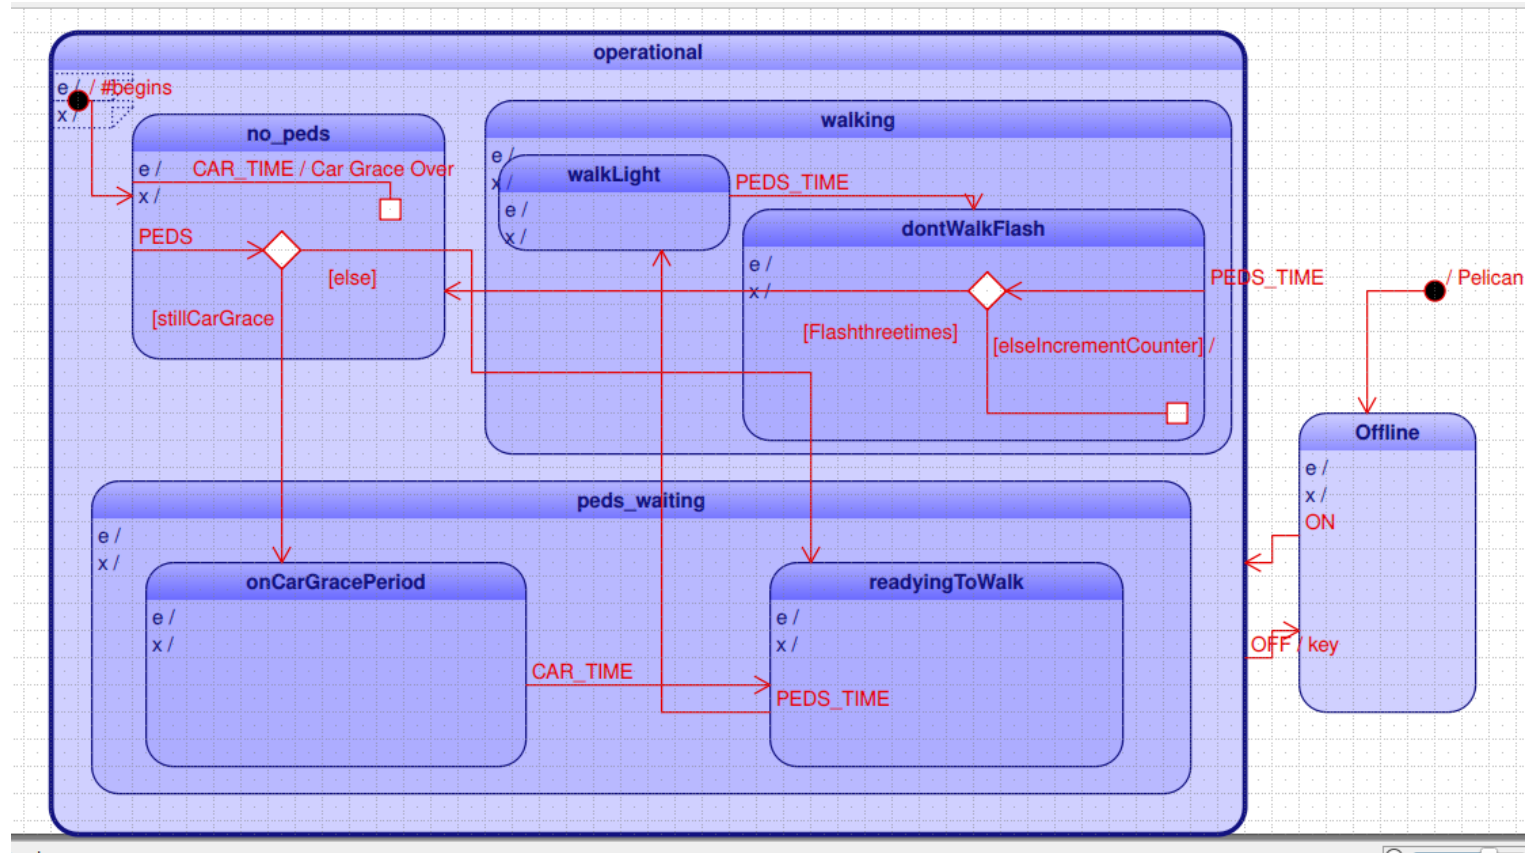 operational
e / / #begins
x /
no_peds
e / CAR_TIME / Car Grace Over
x /
PEDS
[else]
[stillCarGrace
walking
e /
x /
walkLight
e /
x /
PEDS_TIME
dontWalkFlash
e /
x /
PEDS_TIME
[Flashthreetimes]
[elseIncrementCounter] /
/ Pelican
Offline
e /
x /
ON
OFF / key
peds_waiting
e /
x /
onCarGracePeriod
e /
x /
CAR_TIME
readyingToWalk
e /
x /
PEDS_TIME